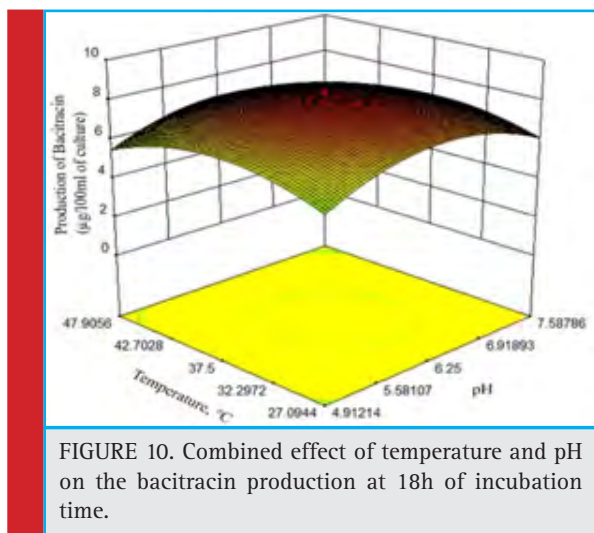 10
8
6
4
2
0
Production of Bacitracin
(µg/100ml of culture)
47.9056
42.7028
37.5
32.2972
27.0944
Temperature, °C
4.91214
5.58107
6.25
6.91893
7.58786
pH
FIGURE 10. Combined effect of temperature and pH
on the bacitracin production at 18h of incubation
time.